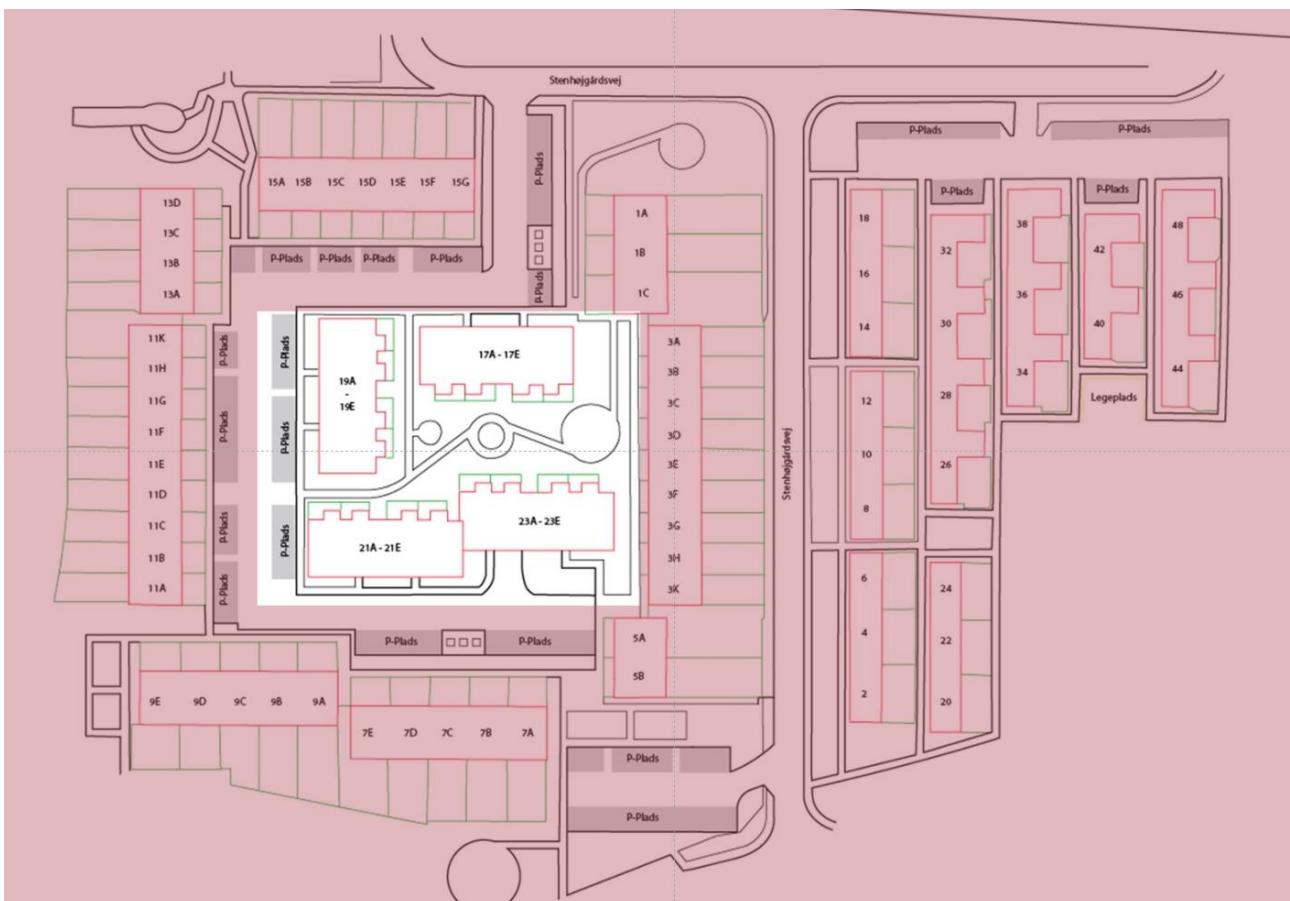 Stenhøjgårdsvej
P-Plads
P-Plads
15A 15B 15C 15D 15E 15F 15G
P-Plads
P-Plads
P-Plads P-Plads P-Plads P-Plads
13D
13C
13B
13A
1A
1B
1C
18
16
14
P-Plads
32
30
28
26
38
36
34
P-Plads
42
40
Legeplads
48
46
44
11K
11H
11G
11F
11E
11D
11C
11B
11A
P-Plads
P-Plads
P-Plads
P-Plads
P-Plads
P-Plads
P-Plads
19A
-
19E
17A - 17E
21A - 21E
23A - 23E
3A
3B
3C
3D
3E
3F
3G
3H
3K
Stenhøjgårdsvej
12
10
8
6
4
2
24
22
20
P-Plads P-Plads
5A
5B
9E 9D 9C 9B 9A
7E 7D 7C 7B 7A
P-Plads
P-Plads